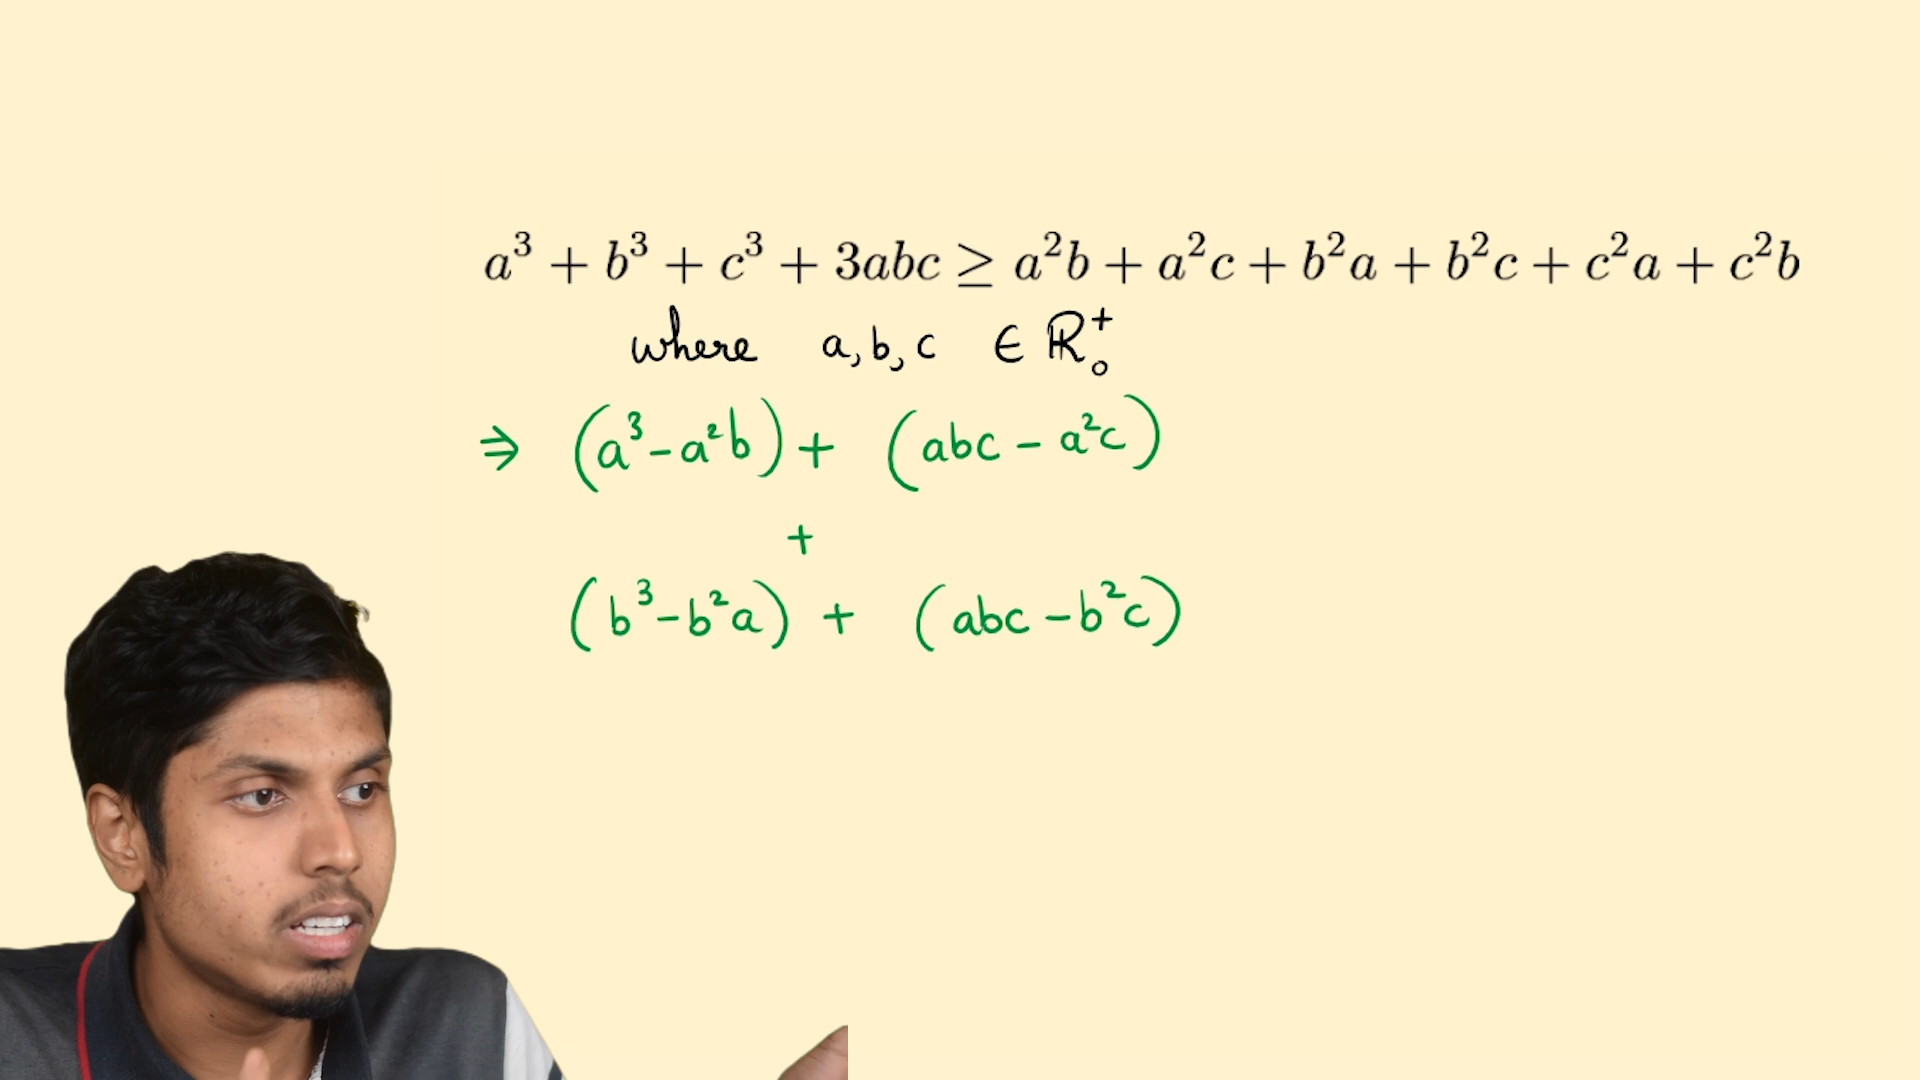 a³ + b³ + c³ + 3abc ≥ a²b + a²c + b²a + b²c + c²a + c²b
where a, b, c ∈ ℝ₀⁺
⇒ (a³ - a²b) + (abc - a²c)
+
(b³ - b²a) + (abc - b²c)